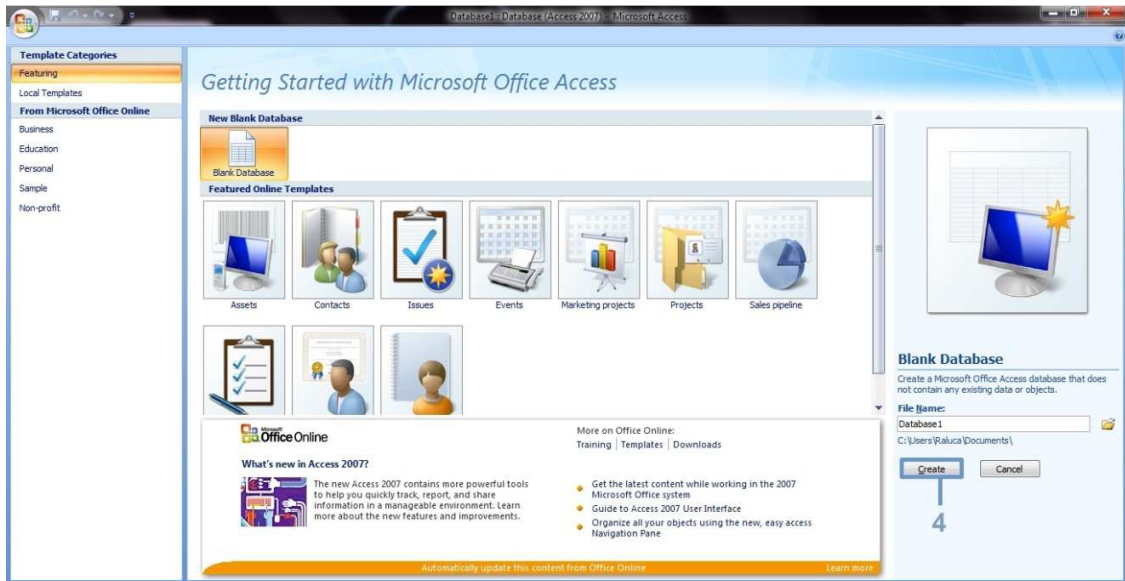 Database1 : Database (Access 2007) - Microsoft Access
Template Categories
Featuring
Local Templates
From Microsoft Office Online
Business
Education
Personal
Sample
Non-profit
Getting Started with Microsoft Office Access
New Blank Database
Blank Database
Featured Online Templates
Assets
Contacts
Issues
Events
Marketing projects
Projects
Sales pipeline
Microsoft
Office Online
What's new in Access 2007?
The new Access 2007 contains more powerful tools
to help you quickly track, report, and share
information in a manageable environment. Learn
more about the new features and improvements.
More on Office Online:
Training | Templates | Downloads
Get the latest content while working in the 2007
Microsoft Office system
Guide to Access 2007 User Interface
Organize all your objects using the new, easy access
Navigation Pane
Automatically update this content from Office Online
Learn more
Blank Database
Create a Microsoft Office Access database that does
not contain any existing data or objects.
File Name:
Database1
C:\Users\Raluca\Documents\
Create
Cancel
4